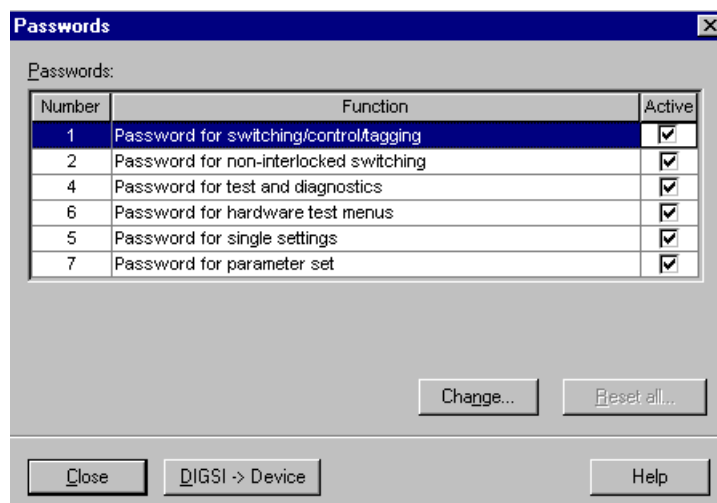 Passwords
Passwords:
Number Function Active
1 Password for switching/control/tagging
2 Password for non-interlocked switching
4 Password for test and diagnostics
6 Password for hardware test menus
5 Password for single settings
7 Password for parameter set
Change... Reset all...
Close DIGSI -> Device Help